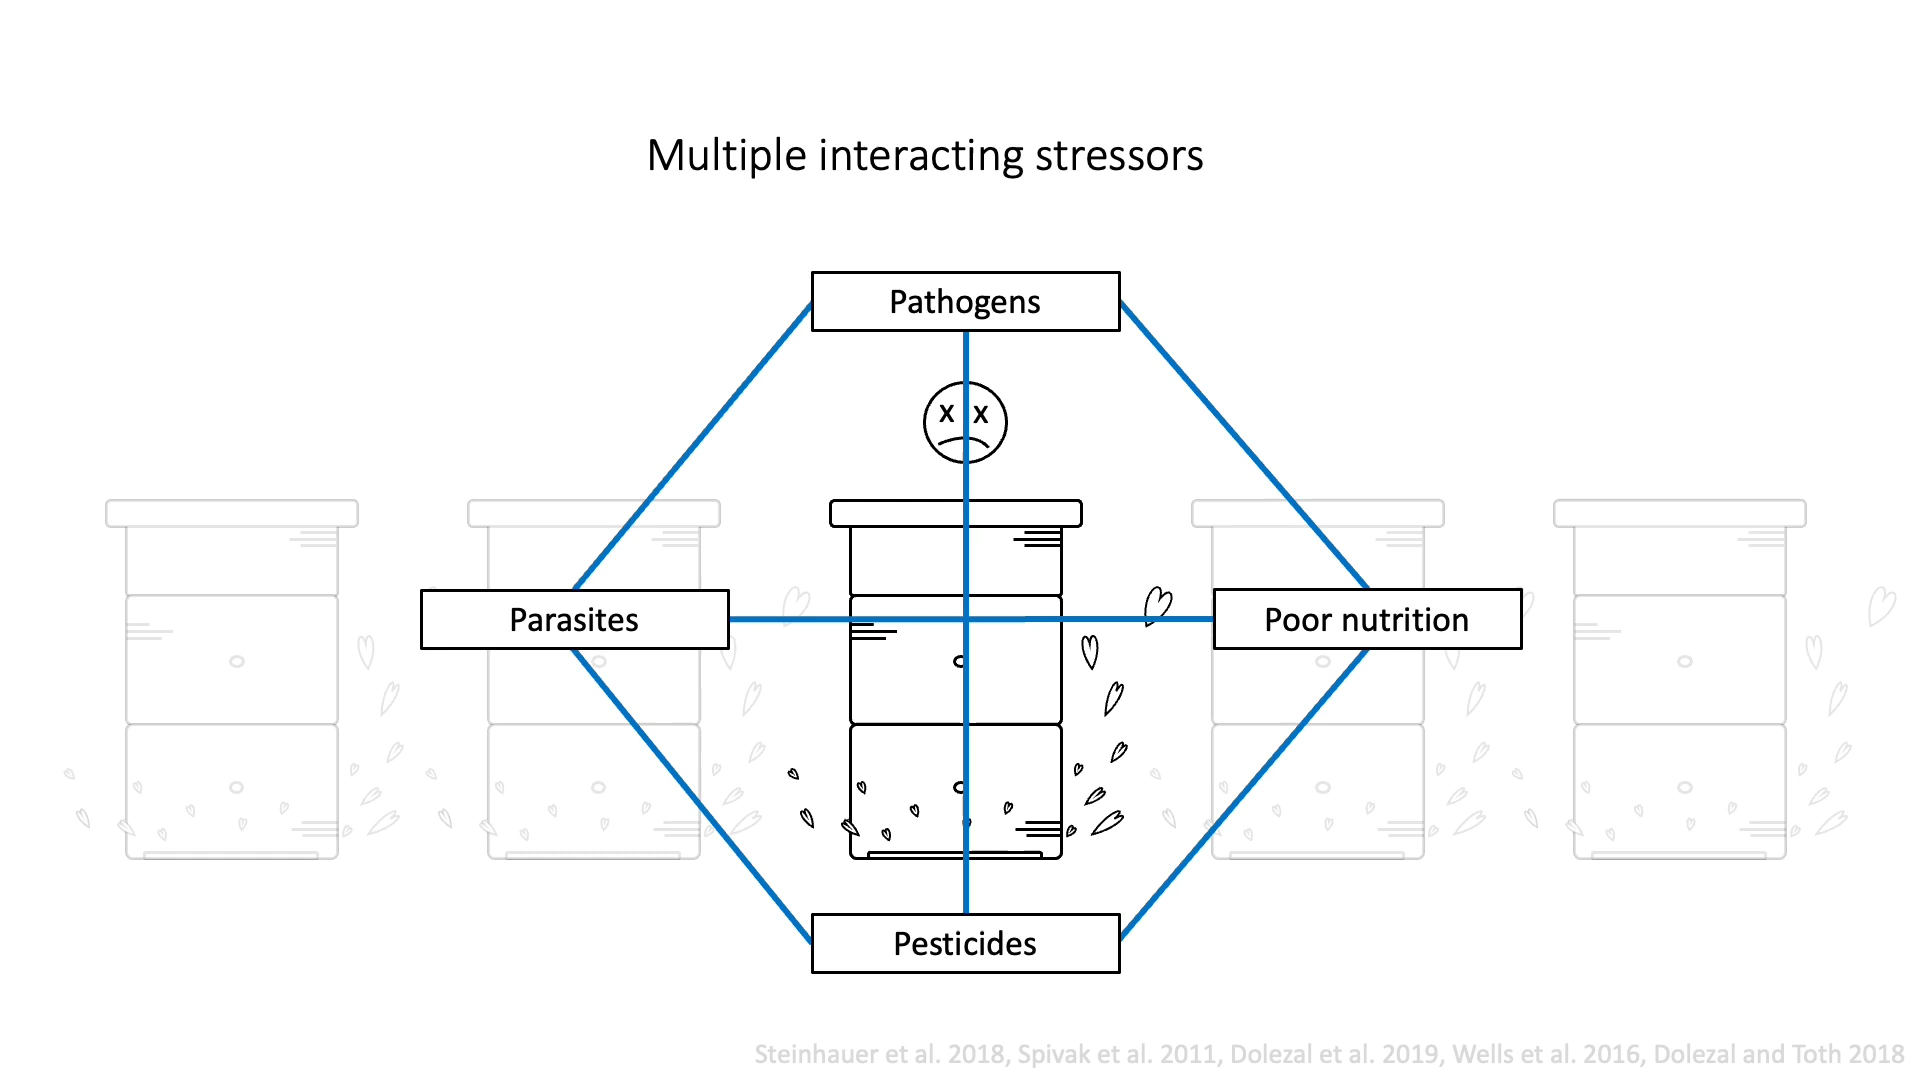 Multiple interacting stressors
Pathogens
x x
Parasites
Poor nutrition
Pesticides
Steinhauer et al. 2018, Spivak et al. 2011, Dolezal et al. 2019, Wells et al. 2016, Dolezal and Toth 2018